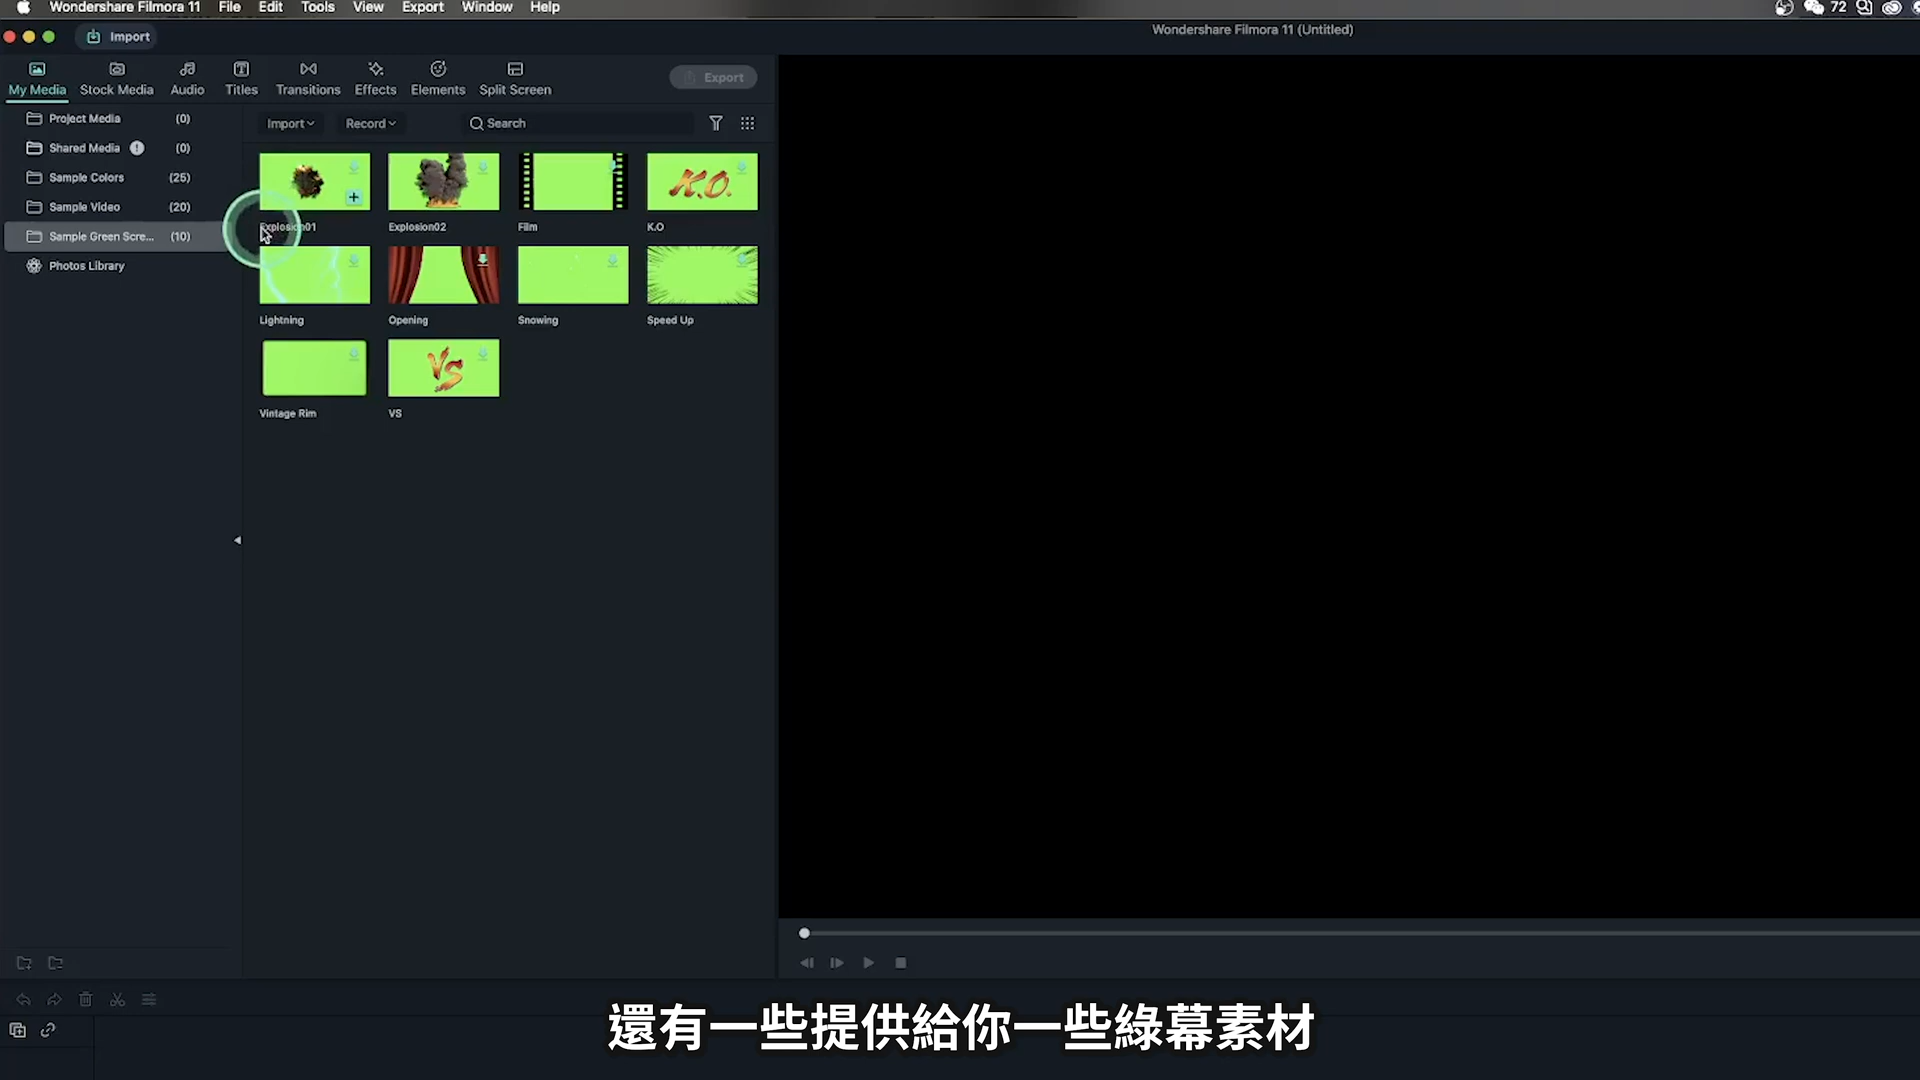 Wondershare Filmora 11 File Edit Tools View Export Window Help 72
Import
Wondershare Filmora 11 (Untitled)
My Media Stock Media Audio Titles Transitions Effects Elements Split Screen
Export
Project Media (0)
Shared Media (0)
Sample Colors (25)
Sample Video (20)
Sample Green Scre... (10)
Photos Library
Import Record Search
K.O.
Explosion01 Explosion02 Film K.O
Lightning Opening Snowing Speed Up
VS
Vintage Rim VS
還有一些提供給你一些綠幕素材